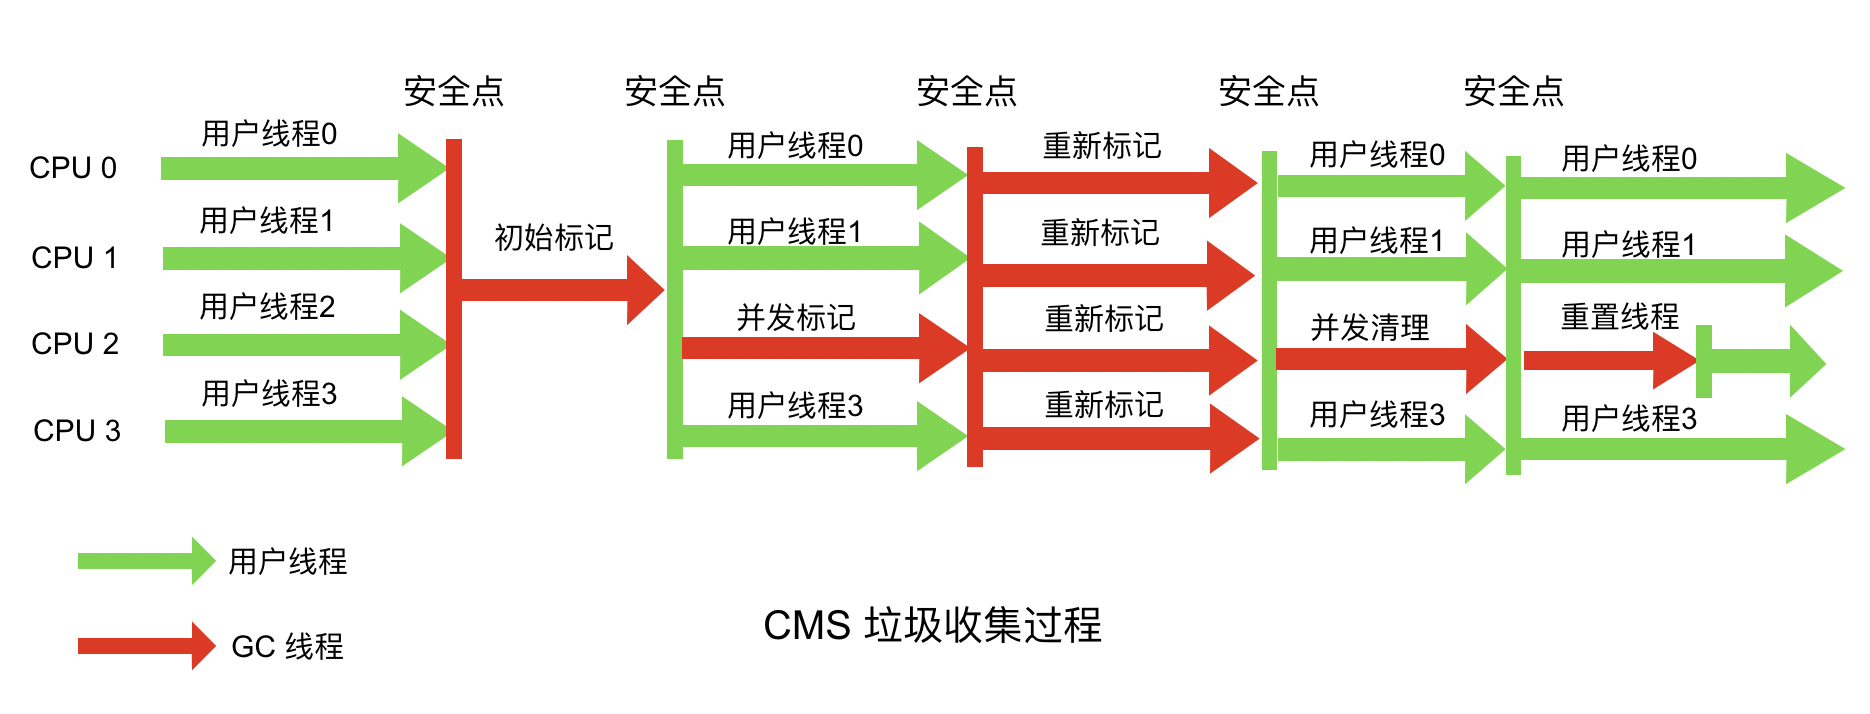 安全点 安全点 安全点 安全点 安全点
用户线程0 用户线程0 重新标记 用户线程0 用户线程0
CPU 0
用户线程1 用户线程1 重新标记 用户线程1 用户线程1
初始标记
CPU 1
用户线程2 并发标记 重新标记 并发清理 重置线程
CPU 2
用户线程3 用户线程3 重新标记 用户线程3 用户线程3
CPU 3
用户线程
GC 线程
CMS 垃圾收集过程